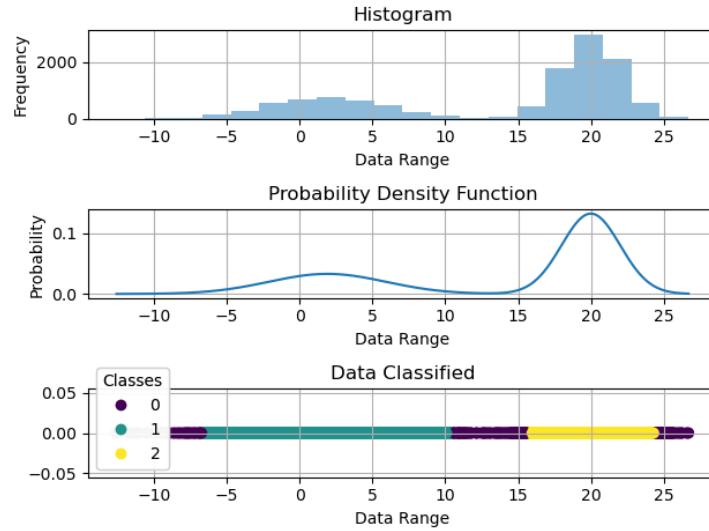 Histogram
Frequency
2000
0
−10 −5 0 5 10 15 20 25
Data Range
Probability Density Function
Probability
0.1
0.0
−10 −5 0 5 10 15 20 25
Data Range
Data Classified
Classes
0
1
2
0.05
0.00
−0.05
−10 −5 0 5 10 15 20 25
Data Range